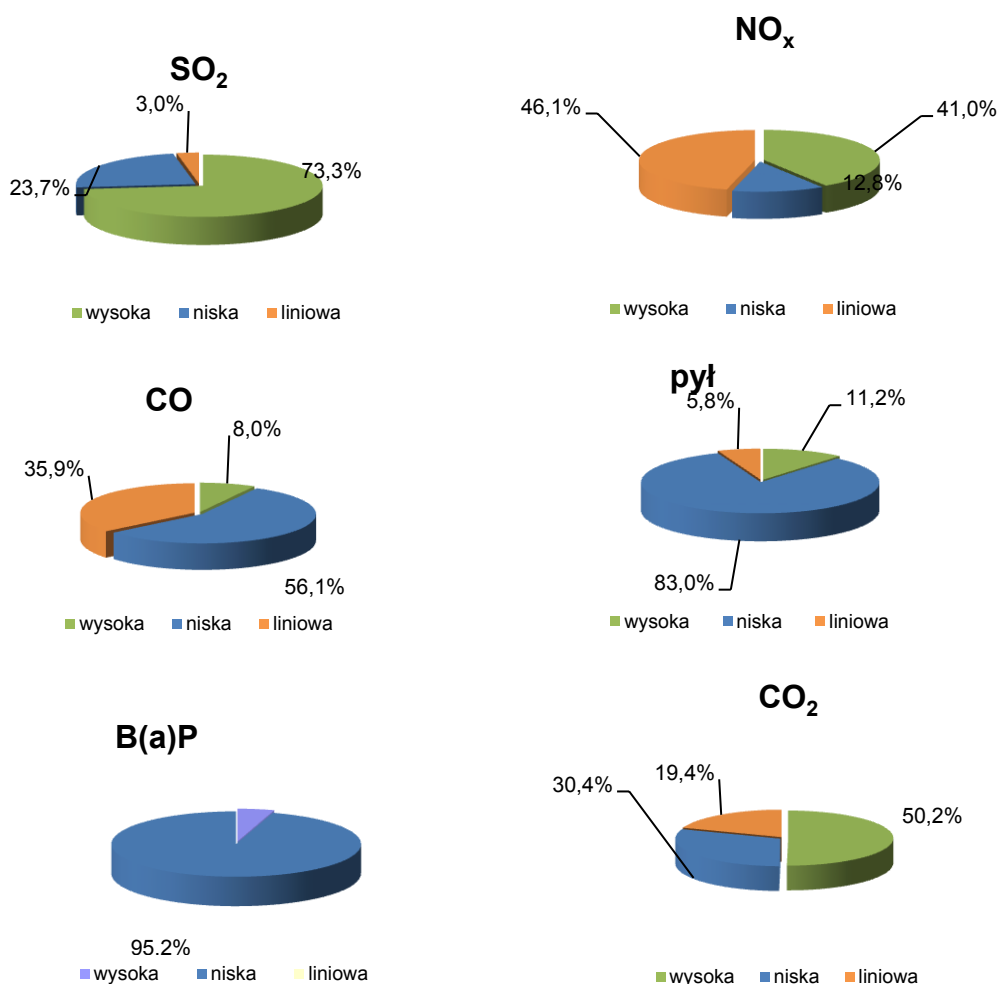 SO2
3,0%
73,3%
23,7%
wysoka niska liniowa
NOx
46,1%
41,0%
12,8%
wysoka niska liniowa
CO
8,0%
35,9%
56,1%
wysoka niska liniowa
pył
5,8%
11,2%
83,0%
wysoka niska liniowa
B(a)P
95.2%
wysoka niska liniowa
CO2
19,4%
30,4%
50,2%
wysoka niska liniowa